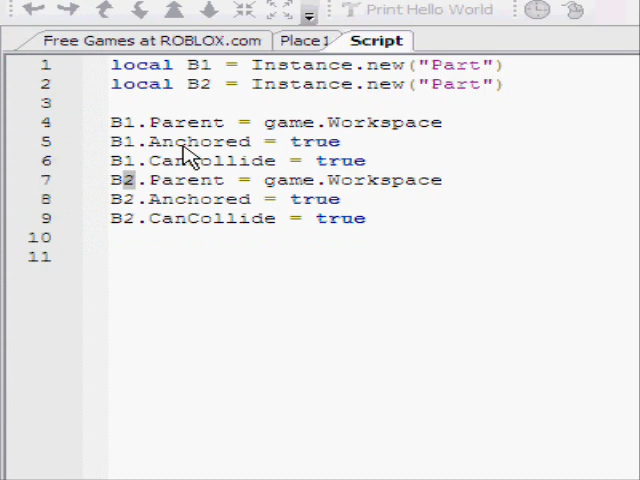 Print Hello World
Free Games at ROBLOX.com Place1 Script
1 local B1 = Instance.new("Part")
2 local B2 = Instance.new("Part")
3
4 B1.Parent = game.Workspace
5 B1.Anchored = true
6 B1.CanCollide = true
7 B2.Parent = game.Workspace
8 B2.Anchored = true
9 B2.CanCollide = true
10
11